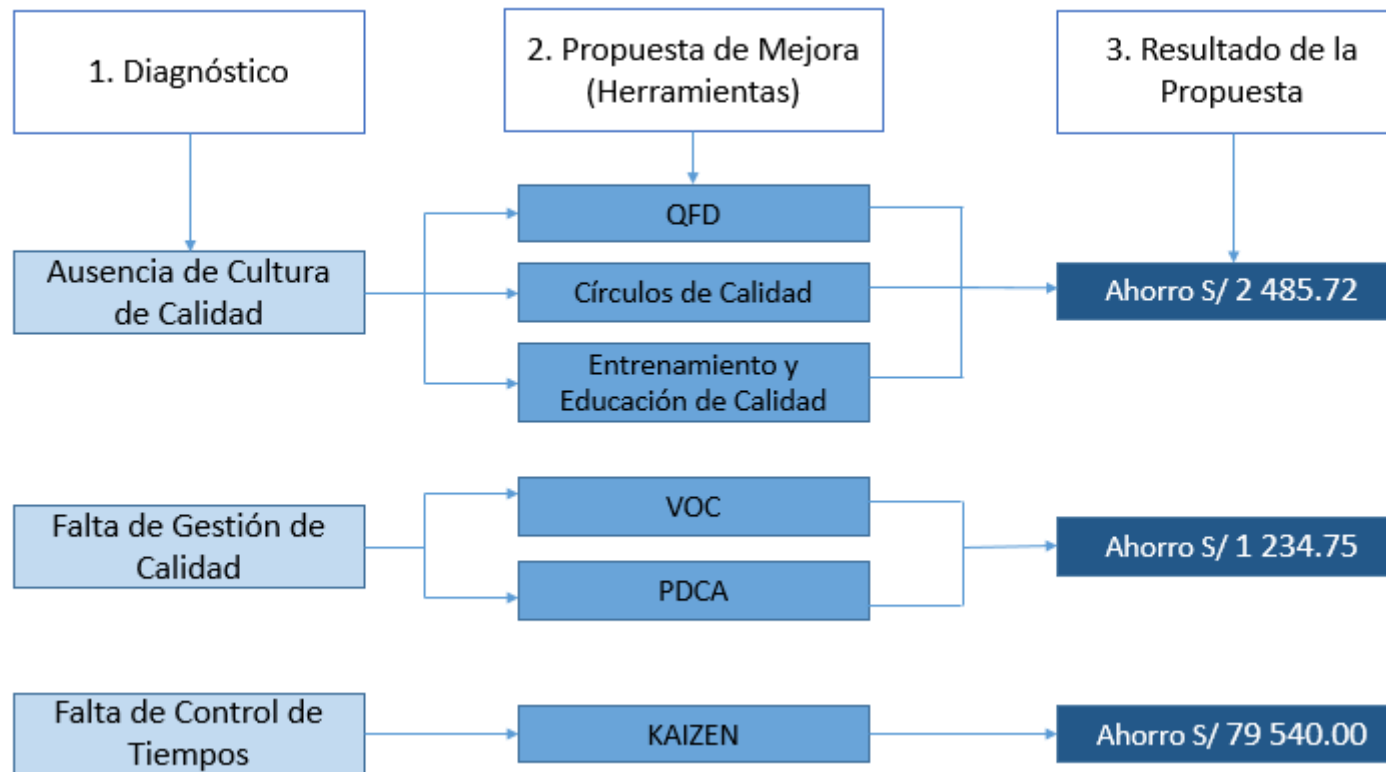 1. Diagnóstico
2. Propuesta de Mejora
(Herramientas)
3. Resultado de la
Propuesta
Ausencia de Cultura
de Calidad
QFD
Círculos de Calidad
Entrenamiento y
Educación de Calidad
Ahorro S/ 2 485.72
Falta de Gestión de
Calidad
VOC
PDCA
Ahorro S/ 1 234.75
Falta de Control de
Tiempos
KAIZEN
Ahorro S/ 79 540.00